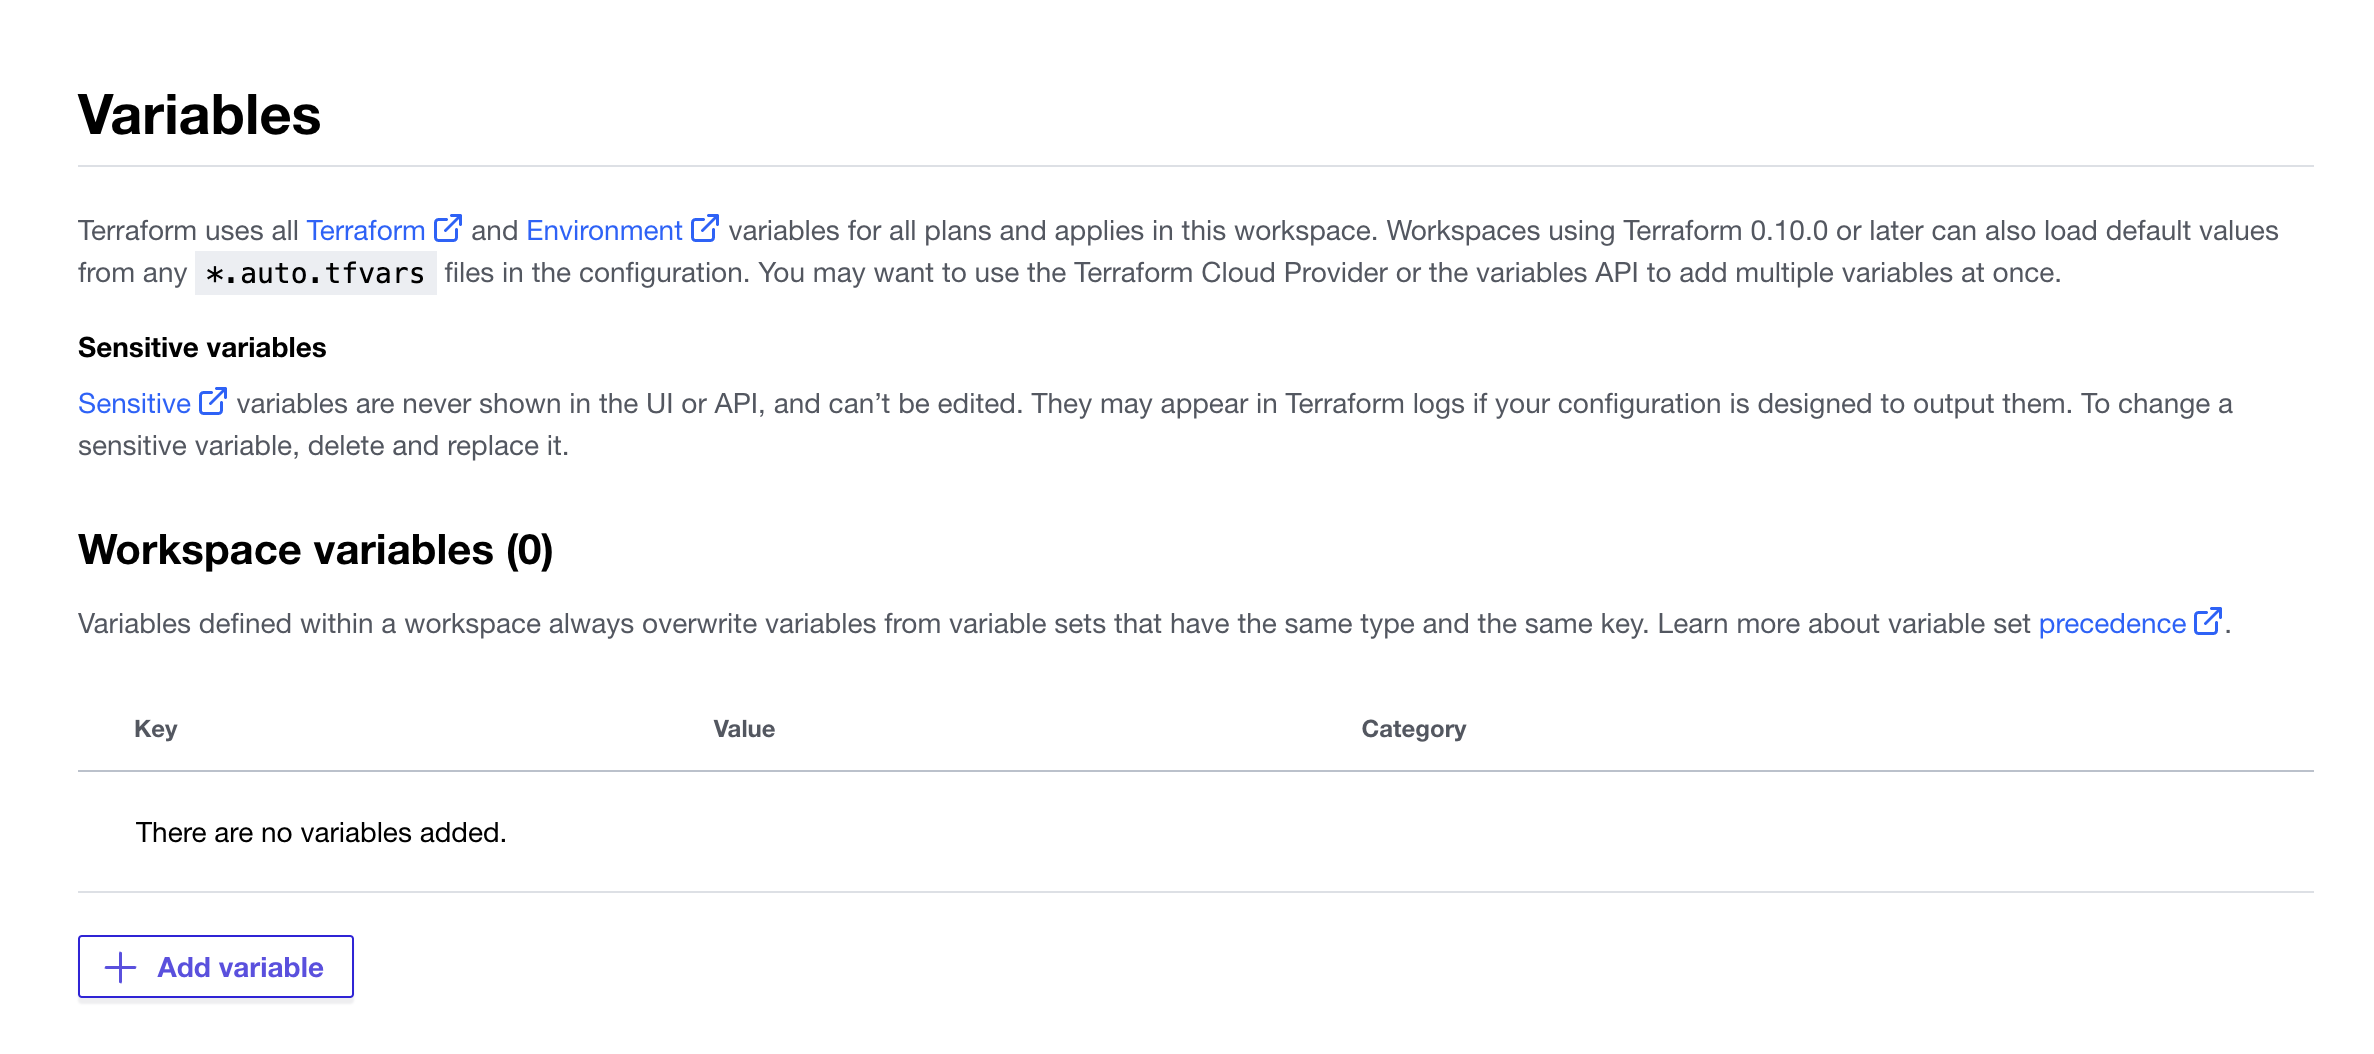 Variables
Terraform uses all Terraform and Environment variables for all plans and applies in this workspace. Workspaces using Terraform 0.10.0 or later can also load default values
from any *.auto.tfvars files in the configuration. You may want to use the Terraform Cloud Provider or the variables API to add multiple variables at once.
Sensitive variables
Sensitive variables are never shown in the UI or API, and can’t be edited. They may appear in Terraform logs if your configuration is designed to output them. To change a
sensitive variable, delete and replace it.
Workspace variables (0)
Variables defined within a workspace always overwrite variables from variable sets that have the same type and the same key. Learn more about variable set precedence.
Key Value Category
There are no variables added.
Add variable